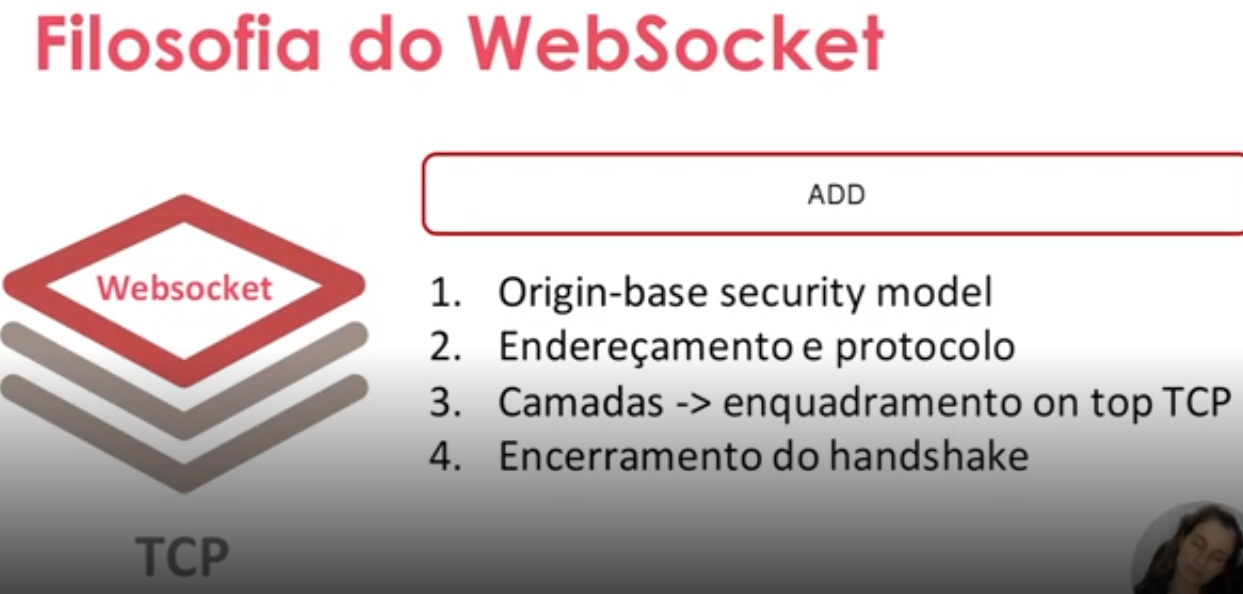 Filosofia do WebSocket
ADD
Websocket
1. Origin-base security model
2. Endereçamento e protocolo
3. Camadas -> enquadramento on top TCP
4. Encerramento do handshake
TCP